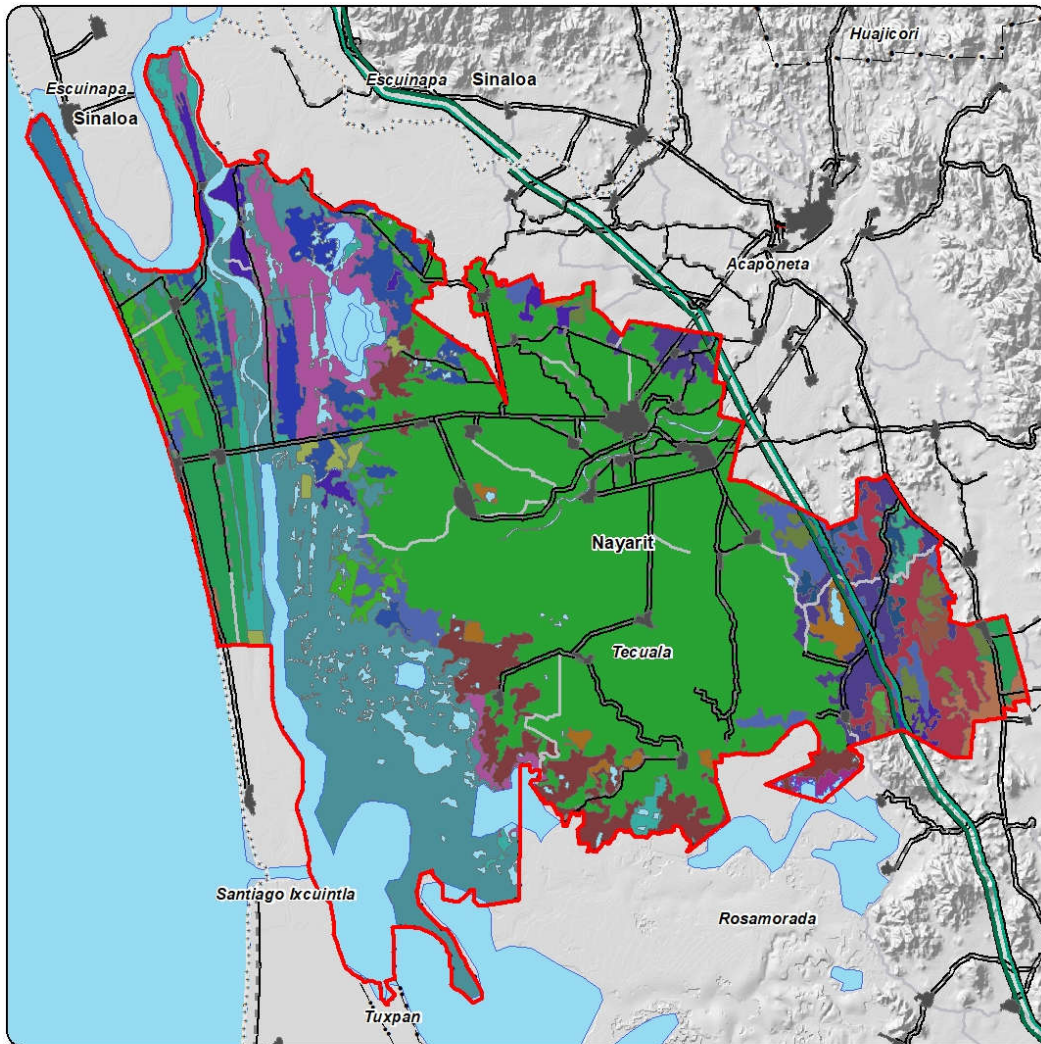 Huajicori
Escuinapa
Sinaloa
Escuinapa
Sinaloa
Acaponeta
Nayarit
Tecuala
Santiago Ixcuintla
Rosamorada
Tuxpan